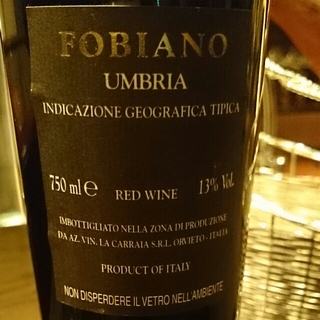 FOBIANO
UMBRIA
INDICAZIONE GEOGRAFICA TIPICA
750 ml e RED WINE 13% Vol.
IMBOTTIGLIATO NELLA ZONA DI PRODUZIONE
DA AZ. VIN. LA CARRAIA S.R.L. ORVIETO - ITALIA
PRODUCT OF ITALY
NON DISPERDERE IL VETRO NELL'AMBIENTE